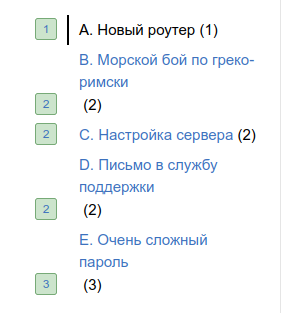 1 A. Новый роутер (1)
B. Морской бой по греко-
римски
2 (2)
2 C. Настройка сервера (2)
D. Письмо в службу
поддержки
2 (2)
E. Очень сложный
пароль
3 (3)